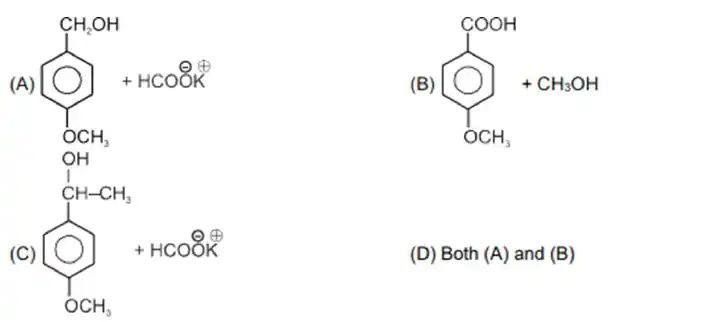 CH₂OH
(A) + HCOO⊖K⊕
OCH₃
COOH
(B) + CH₃OH
OCH₃
OH
CH–CH₃
(C) + HCOO⊖K⊕
OCH₃
(D) Both (A) and (B)